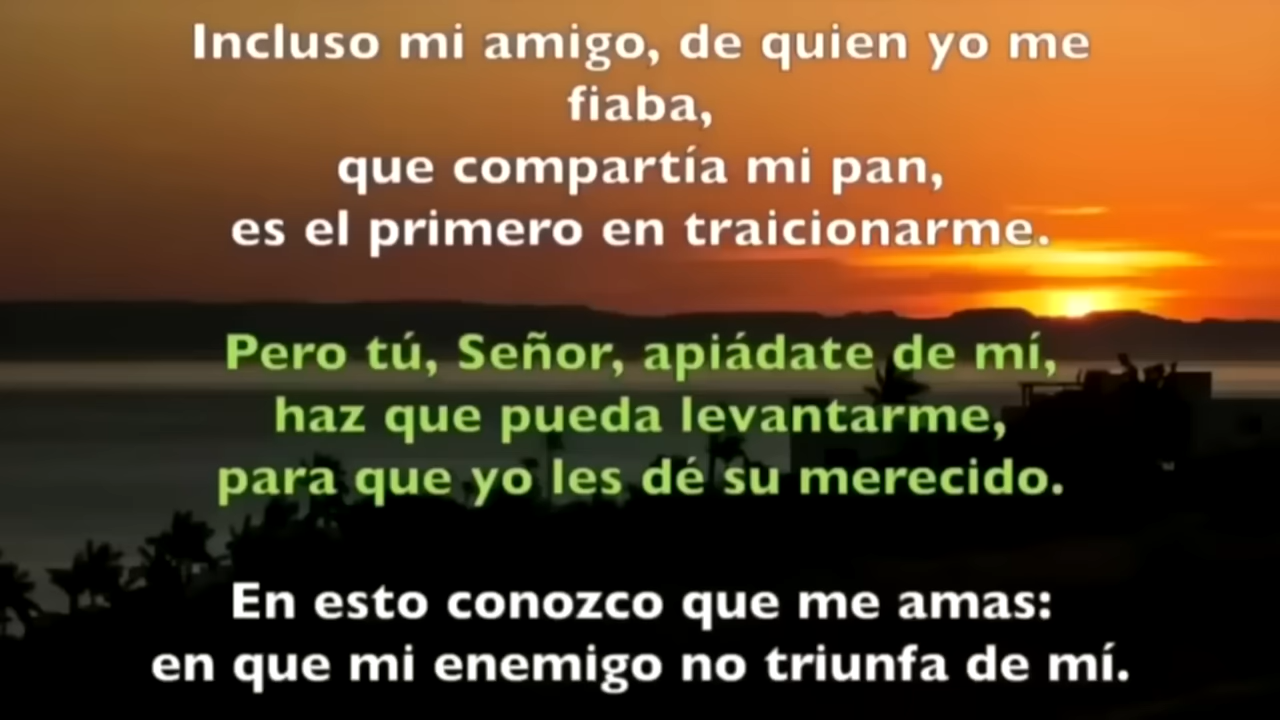 Incluso mi amigo, de quien yo me
fiaba,
que compartía mi pan,
es el primero en traicionarme.
Pero tú, Señor, apiádate de mí,
haz que pueda levantarme,
para que yo les dé su merecido.
En esto conozco que me amas:
en que mi enemigo no triunfa de mí.